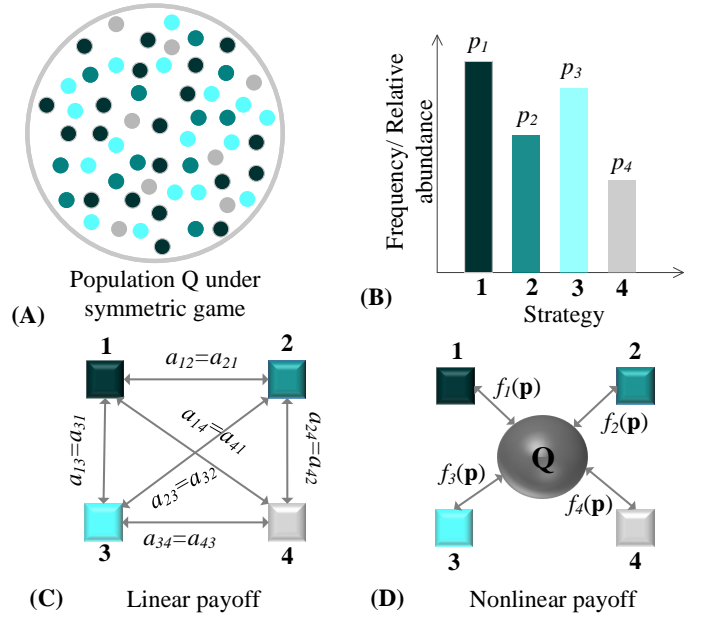 Population Q under
symmetric game
(A)
Frequency/ Relative
abundance
p1
p2
p3
p4
1 2 3 4
Strategy
(B)
1 2
a12=a21
a13=a31
a14=a41
a23=a32
a24=a42
a34=a43
3 4
(C) Linear payoff
1 2
f1(p)
f2(p)
Q
f3(p)
f4(p)
3 4
(D) Nonlinear payoff